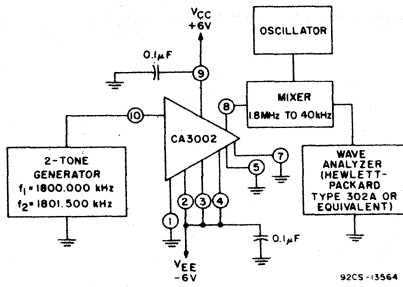 VCC
+6V
OSCILLATOR
0.1µF
9
8
MIXER
1.8MHz TO 40kHz
10
CA3002
7
5
2-TONE
GENERATOR
f1 = 1800.000 kHz
f2 = 1801.500 kHz
1
2
3
4
WAVE
ANALYZER
(HEWLETT-
PACKARD
TYPE 302A OR
EQUIVALENT)
0.1µF
VEE
-6V
92CS-13564